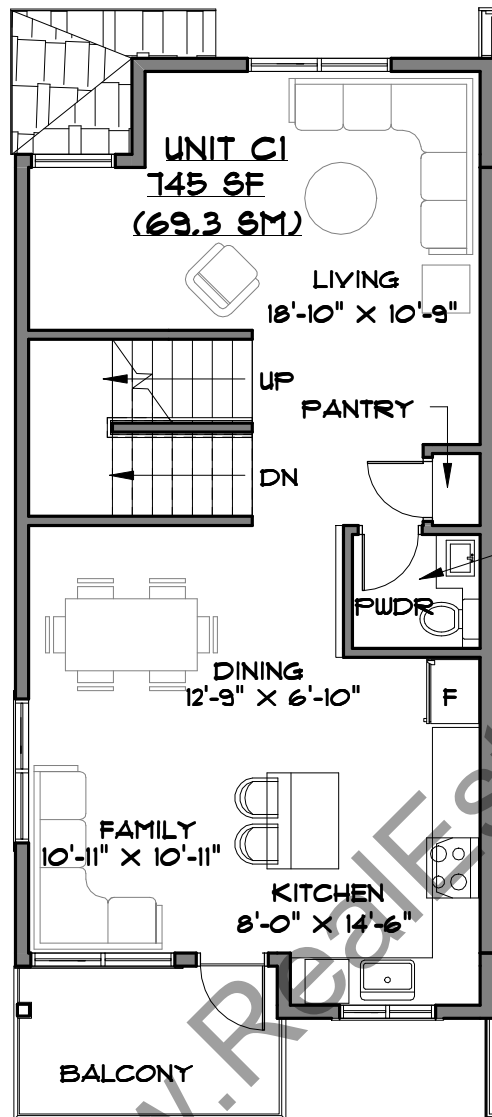 UNIT C1
745 SF
(69.3 SM)
LIVING
18'-10" X 10'-9"
UP
PANTRY
DN
PWDR
DINING
12'-9" X 6'-10"
F
FAMILY
10'-11" X 10'-11"
KITCHEN
8'-0" X 14'-6"
BALCONY
w.RealEs